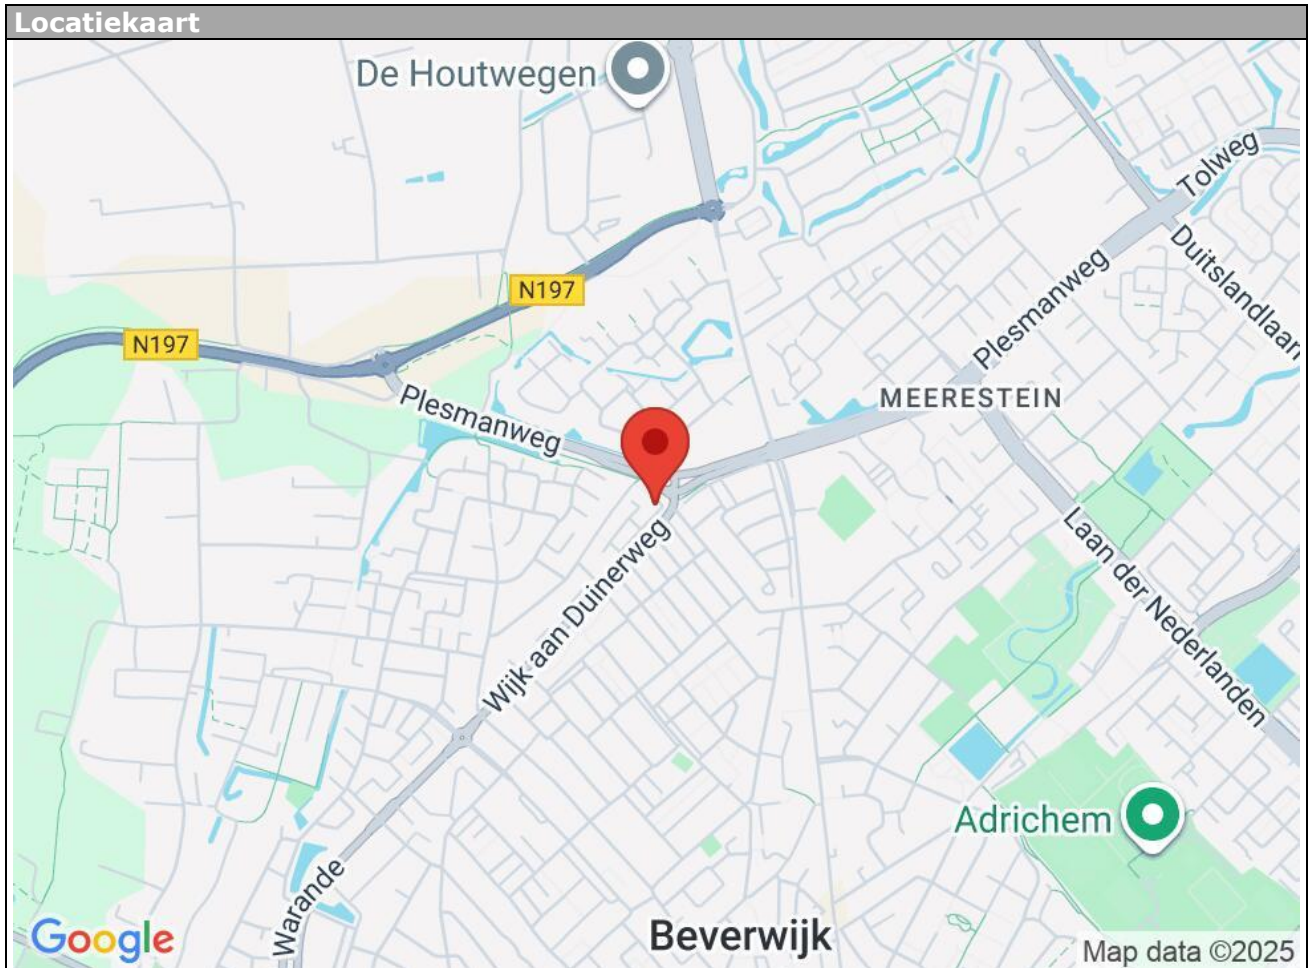 Locatiekaart
De Houtwegen
Tolweg
Duitslandlaan
N197
Plesmanweg
N197
Plesmanweg
MEERESTEIN
Laan der Nederlanden
Wijk aan Duinerweg
Adrichem
Warande
Beverwijk
Google
Map data ©2025